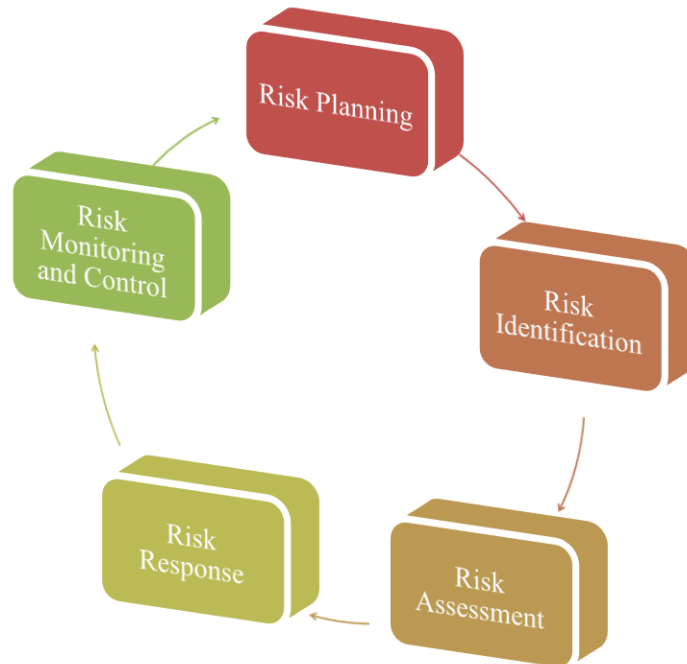 Risk Planning
Risk
Identification
Risk
Assessment
Risk
Response
Risk
Monitoring
and Control